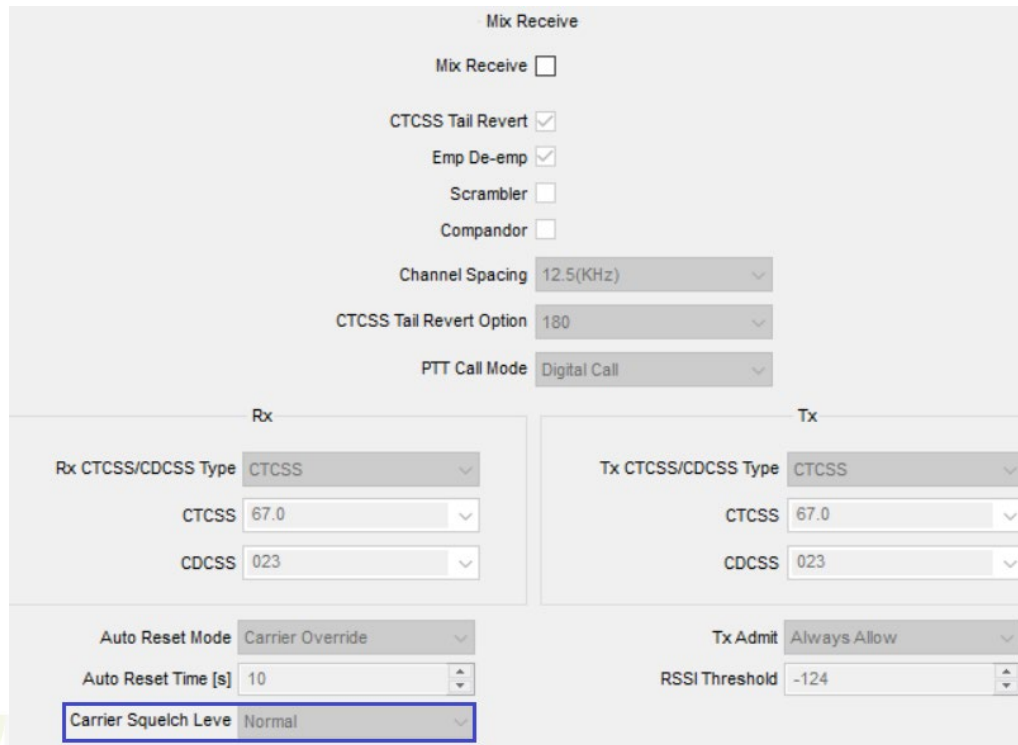 Mix Receive
Mix Receive
CTCSS Tail Revert
Emp De-emp
Scrambler
Compandor
Channel Spacing 12.5(KHz)
CTCSS Tail Revert Option 180
PTT Call Mode Digital Call
Rx
Rx CTCSS/CDCSS Type CTCSS
CTCSS 67.0
CDCSS 023
Tx
Tx CTCSS/CDCSS Type CTCSS
CTCSS 67.0
CDCSS 023
Auto Reset Mode Carrier Override
Tx Admit Always Allow
Auto Reset Time [s] 10
RSSI Threshold -124
Carrier Squelch Leve Normal